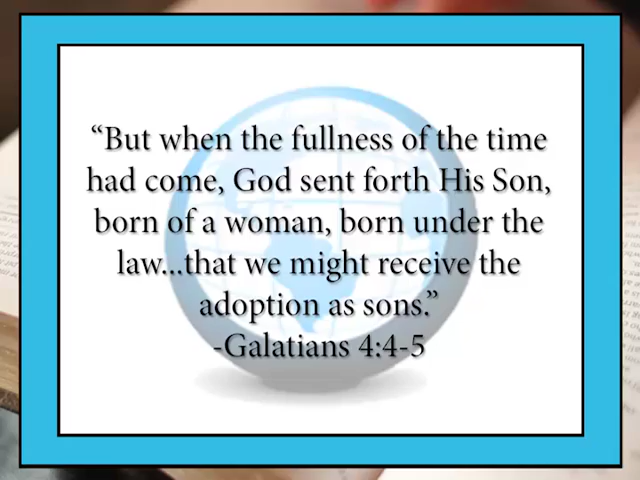 “But when the fullness of the time
had come, God sent forth His Son,
born of a woman, born under the
law...that we might receive the
adoption as sons.”
-Galatians 4:4-5